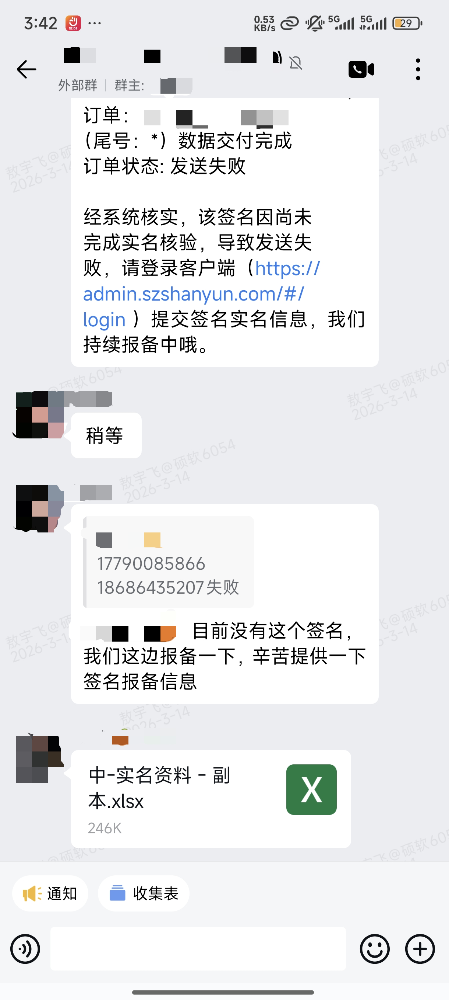 3:42
51JOB
...
0.53
KB/s
5G
5G
29
外部群 | 群主:
订单：
（尾号：*）数据交付完成
订单状态: 发送失败
经系统核实，该签名因尚未
完成实名核验，导致发送失
败，请登录客户端（https://
admin.szshanyun.com/#/
login ）提交签名实名信息，我们
持续报备中哦。
稍等
17790085866
18686435207失败
目前没有这个签名，
我们这边报备一下，辛苦提供一下
签名报备信息
中-实名资料 - 副
本.xlsx
X
246K
通知
收集表
敖宇飞@硕软6054
2026-3-14